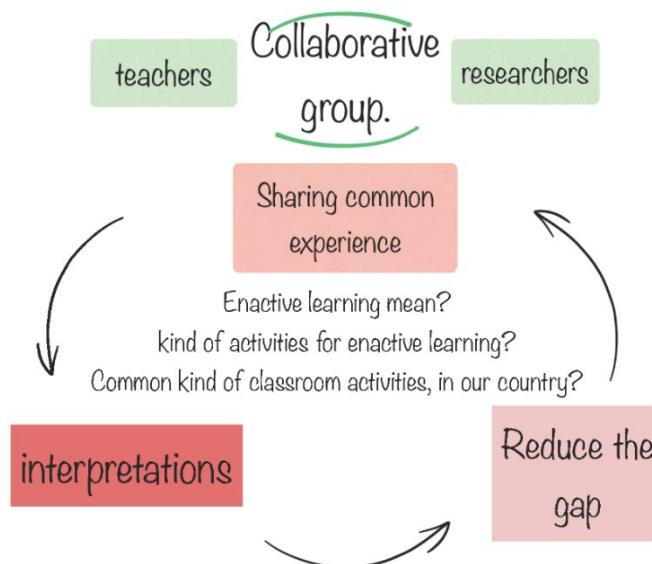 Collaborative
group.
teachers
researchers
Sharing common
experience
Enactive learning mean?
kind of activities for enactive learning?
Common kind of classroom activities, in our country?
interpretations
Reduce the
gap